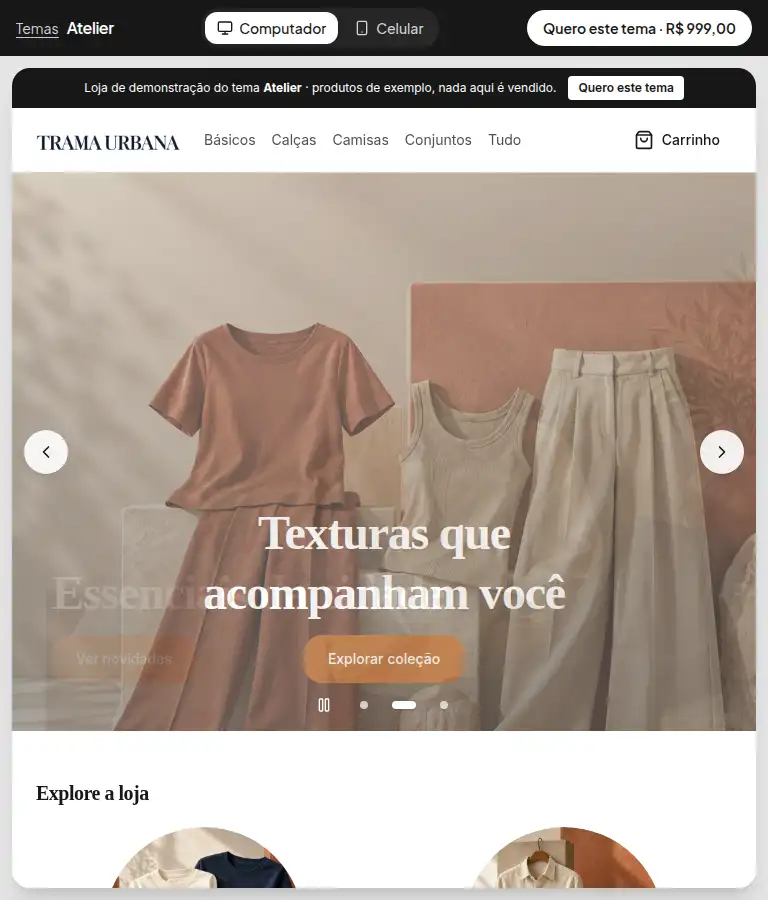 Temas Atelier
Computador
Celular
Quero este tema · R$ 999,00
Loja de demonstração do tema Atelier · produtos de exemplo, nada aqui é vendido.
Quero este tema
TRAMA URBANA
Básicos
Calças
Camisas
Conjuntos
Tudo
Carrinho
Texturas que
acompanham você
Ver novidades
Explorar coleção
Explore a loja